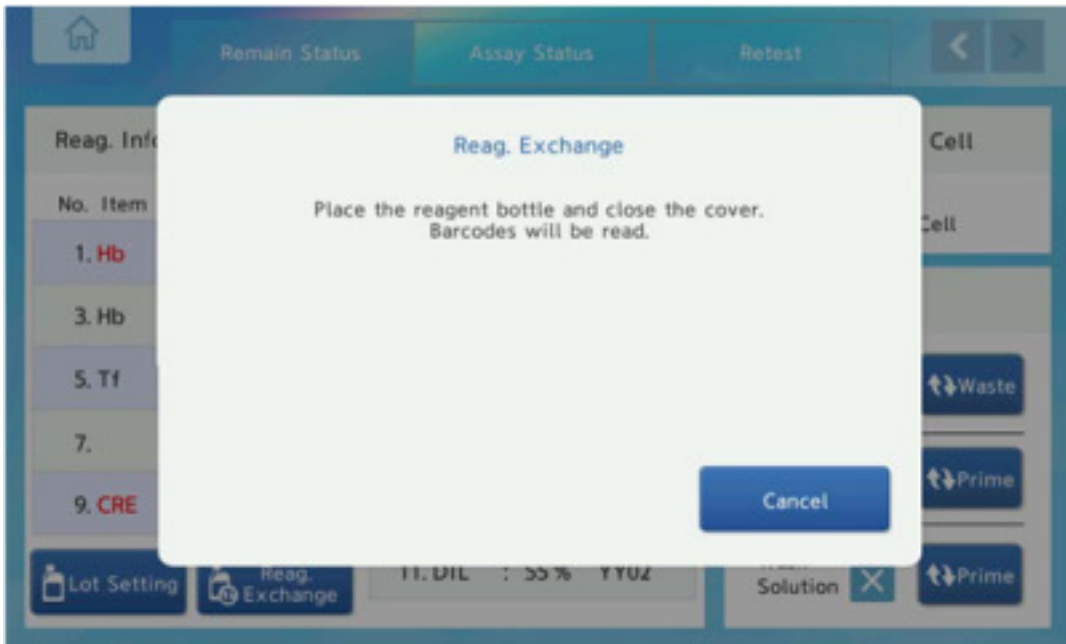 Remain Status
Assay Status
Retest
Reag. Exchange
Place the reagent bottle and close the cover.
Barcodes will be read.
Cancel
Reag.
Cell
No. Item
Cell
1. Hb
3. Hb
5. Tf
7.
9. CRE
Waste
Prime
Lot Setting
Reag.
Exchange
11. DIL : 55 % YY02
Solution
Prime